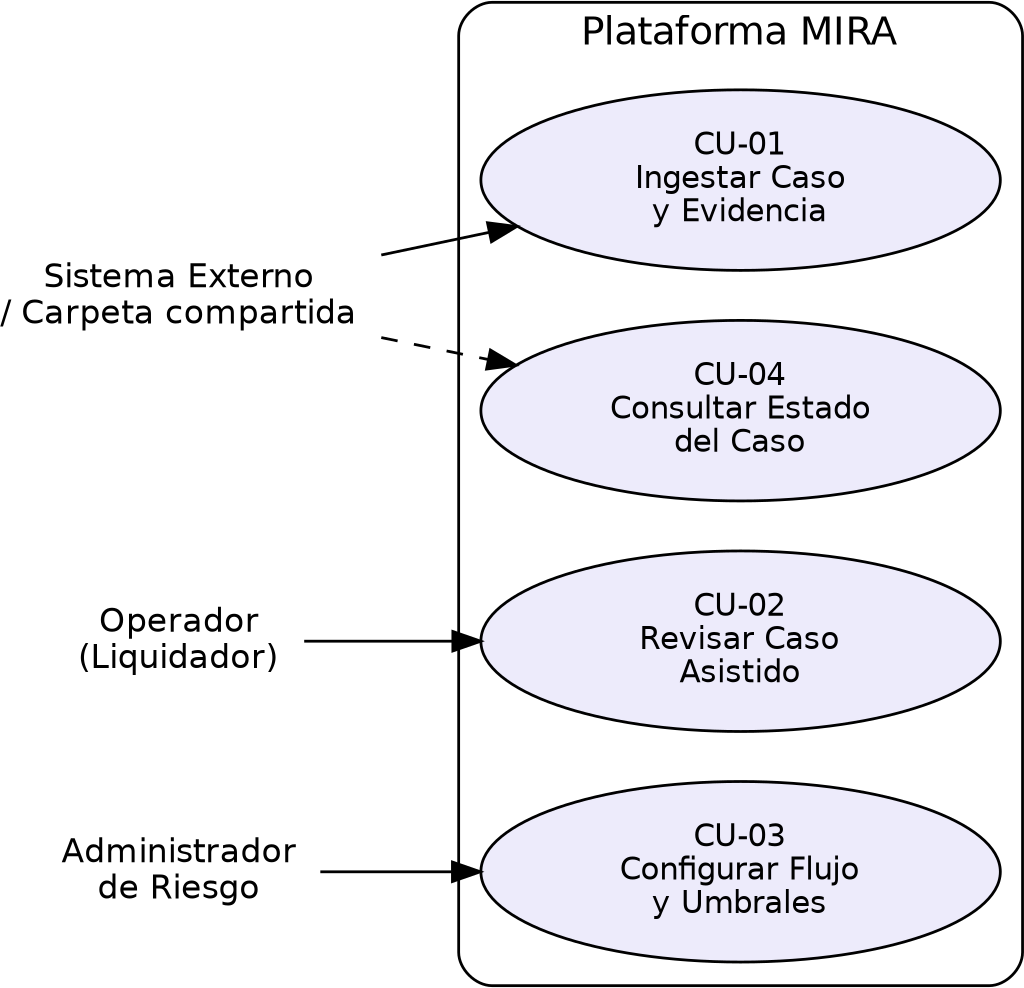 Plataforma MIRA
CU-01
Ingestar Caso
y Evidencia
Sistema Externo
/ Carpeta compartida
CU-04
Consultar Estado
del Caso
Operador
(Liquidador)
CU-02
Revisar Caso
Asistido
Administrador
de Riesgo
CU-03
Configurar Flujo
y Umbrales